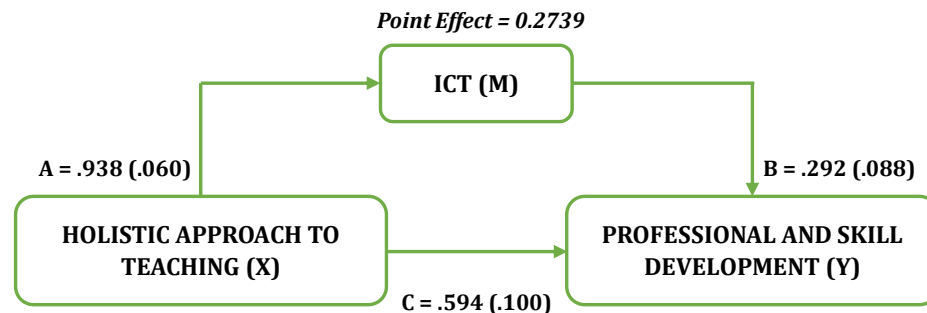 Point Effect = 0.2739
ICT (M)
A = .938 (.060)
B = .292 (.088)
HOLISTIC APPROACH TO
TEACHING (X)
PROFESSIONAL AND SKILL
DEVELOPMENT (Y)
C = .594 (.100)